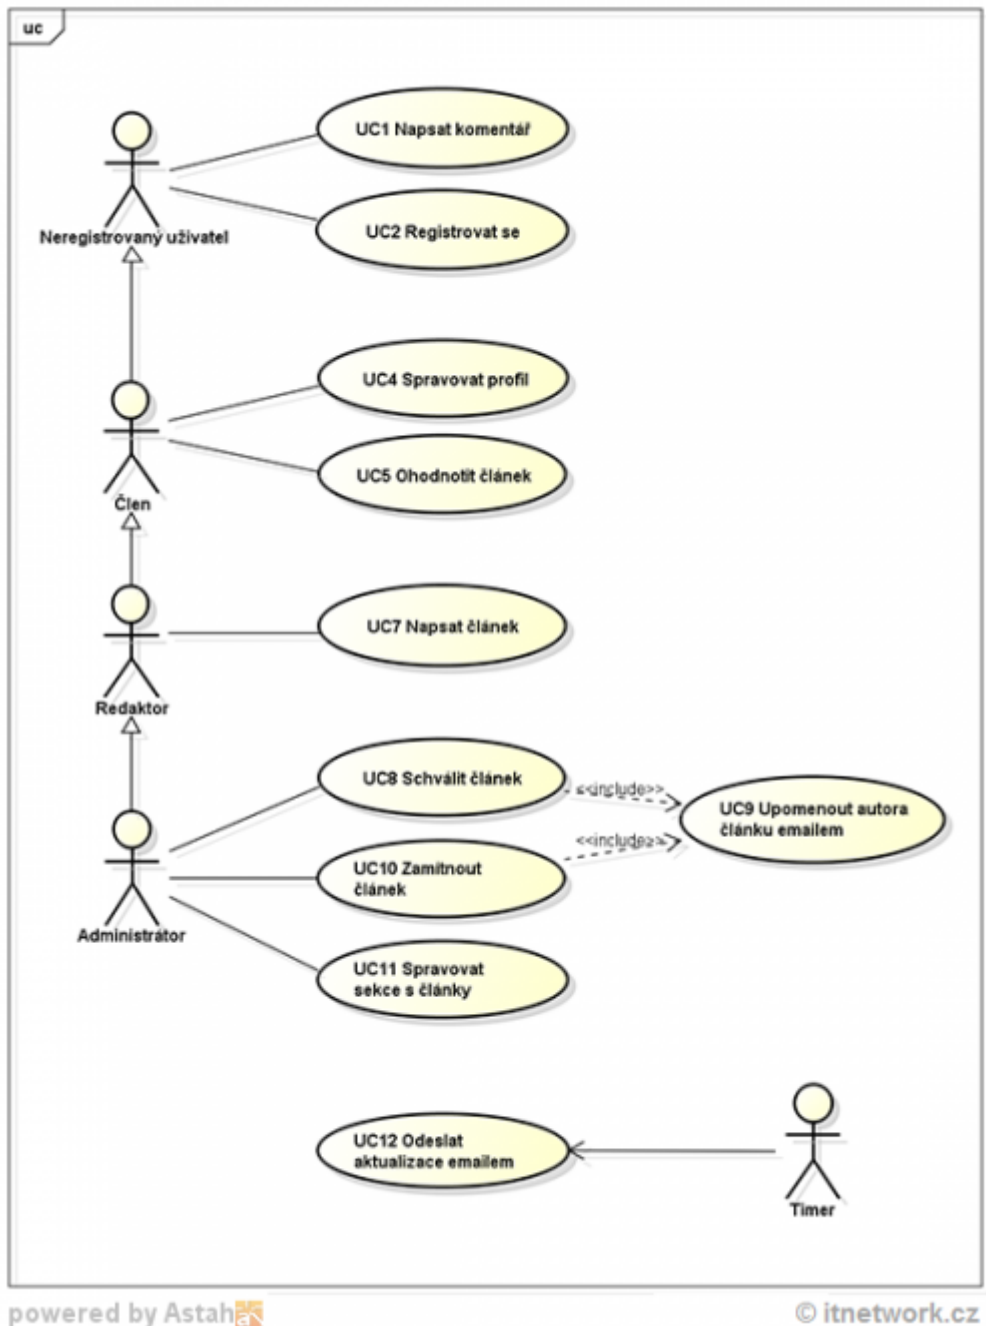 uc
UC1 Napsat komentář
UC2 Registrovat se
Neregistrovaný uživatel
UC4 Spravovat profil
UC5 Ohodnotit článek
Člen
UC7 Napsat článek
Redaktor
UC8 Schválit článek
<<include>>
UC9 Upomenout autora
článku emailem
<<include>>
UC10 Zamítnout
článek
Administrátor
UC11 Spravovat
sekce s články
UC12 Odeslat
aktualizace emailem
Timer
powered by Astah
© itnetwork.cz